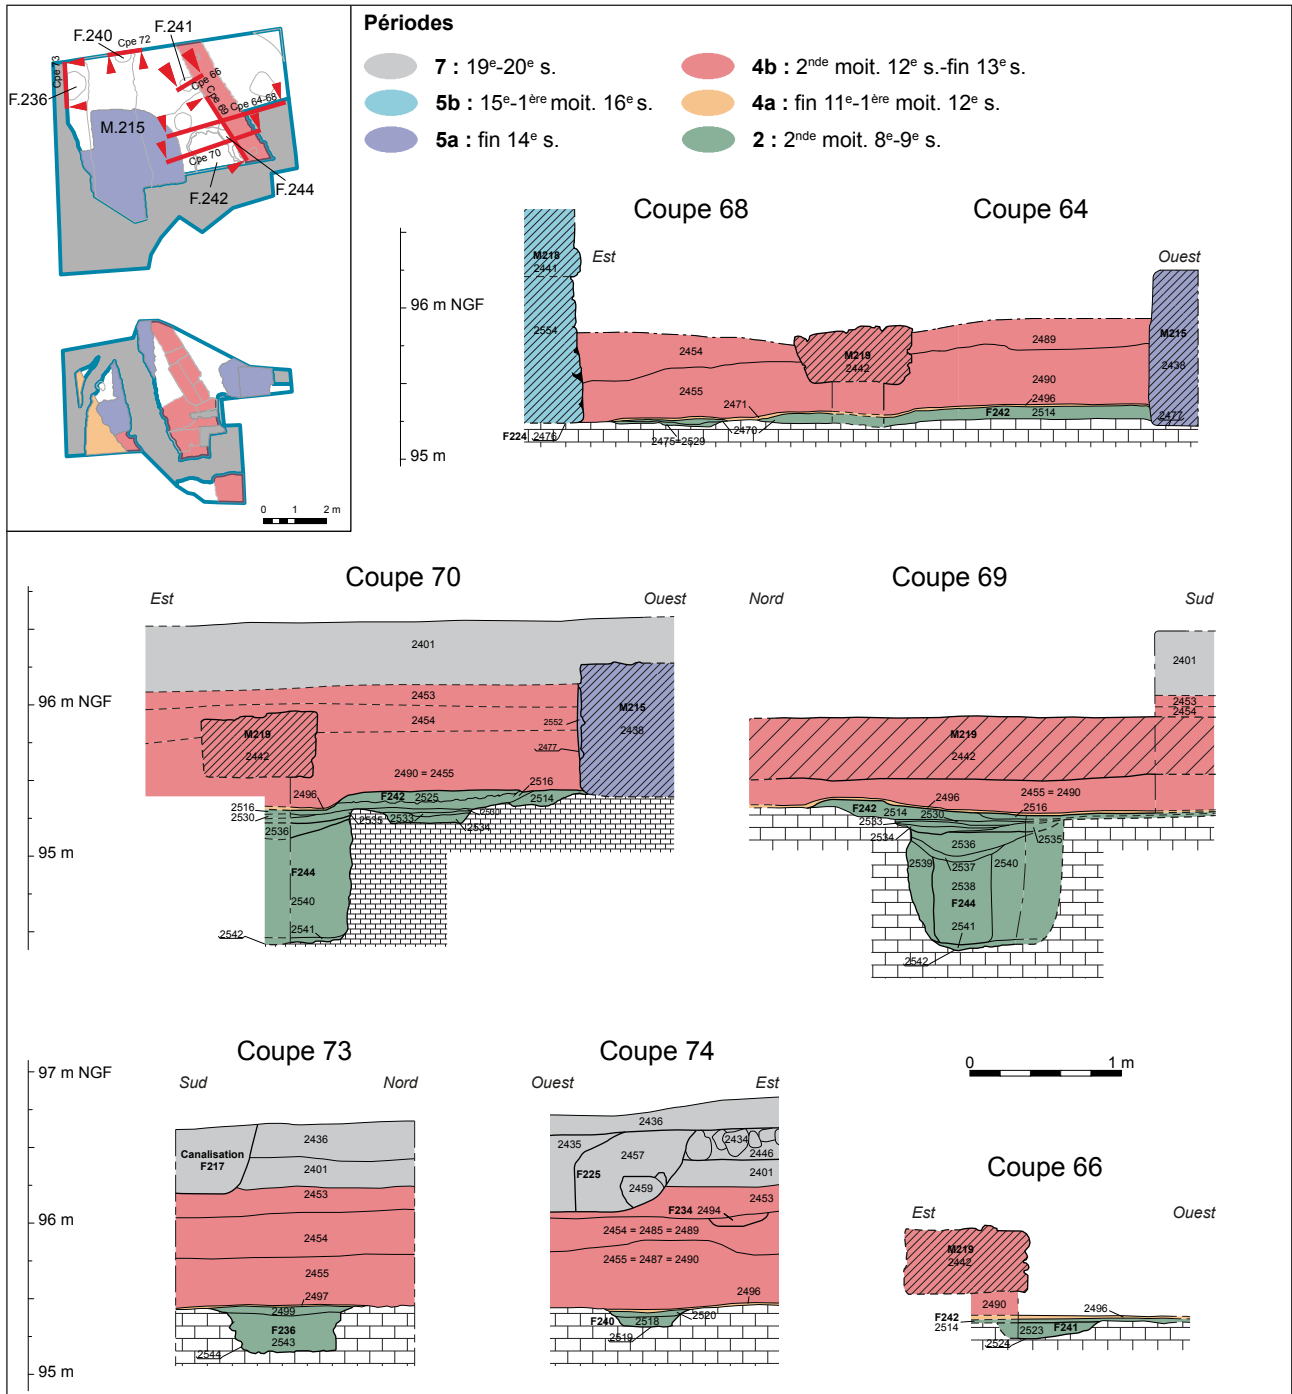 F.241
F.240
Cpe 72
Cpe 73
Cpe 66
F.236
Cpe 69
Cpe 64-68
M.215
Cpe 70
F.242
F.244
0 1 2 m
Périodes
7 : 19e-20e s.
5b : 15e-1ère moit. 16e s.
5a : fin 14e s.
4b : 2nde moit. 12e s.-fin 13e s.
4a : fin 11e-1ère moit. 12e s.
2 : 2nde moit. 8e-9e s.
Coupe 68
Coupe 64
Est
Ouest
96 m NGF
95 m
M218
2441
2554
2454
2455
M219
2442
2489
2490
2496
F242
2514
M215
2438
2477
2471
2470
F224
2476
2475=2529
Coupe 70
Est
Ouest
96 m NGF
95 m
2401
2453
2454
2552
2477
M215
2438
M219
2442
2490 = 2455
2516
2496
F242
2525
2514
2516
2530
2530
2535
2533
2534
2536
F244
2540
2541
2542
Coupe 69
Nord
Sud
2401
2453
2454
M219
2442
2455 = 2490
2496
2516
F242
2514
2530
2533
2534
2535
2536
2539
2537
2540
2538
F244
2541
2542
Coupe 73
Sud
Nord
97 m NGF
96 m
95 m
2436
Canalisation
F217
2401
2453
2454
2455
2497
2499
F236
2543
2544
Coupe 74
Ouest
Est
2436
2435
2434
2457
2446
F225
2401
2459
2453
F234
2494
2454 = 2485 = 2489
2455 = 2487 = 2490
2496
F240
2518
2520
2519
0 1 m
Coupe 66
Est
Ouest
M219
2442
2490
2496
F242
2514
2523
F241
2524